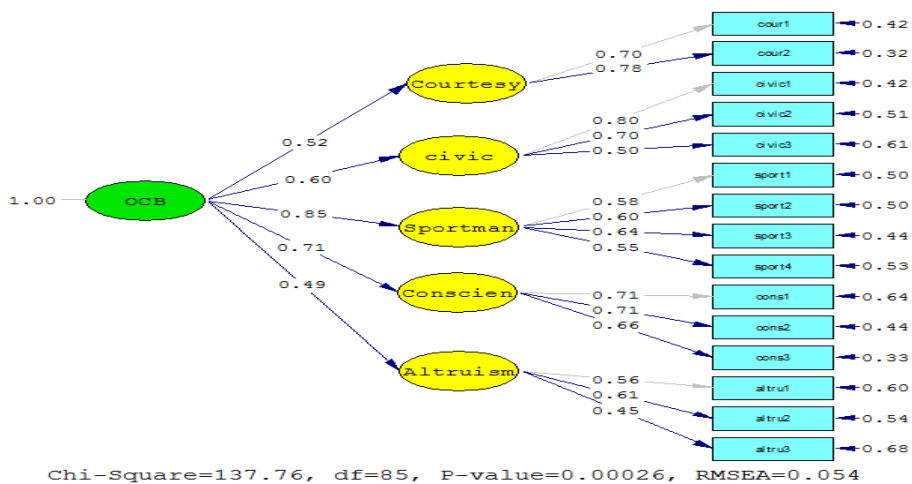 cour1
0.42
0.70
cour2
0.32
Courtesy
0.78
civic1
0.42
0.80
civic2
0.51
0.52
0.70
civic
civic3
0.61
0.50
0.60
sport1
0.50
1.00
OCB
0.58
sport2
0.50
0.85
Sportman
0.60
sport3
0.44
0.64
0.71
0.55
sport4
0.53
0.49
Conscien
0.71
cons1
0.64
0.71
cons2
0.44
0.66
cons3
0.33
Altruism
0.56
altru1
0.60
0.61
altru2
0.54
0.45
altru3
0.68
Chi-Square=137.76, df=85, P-value=0.00026, RMSEA=0.054